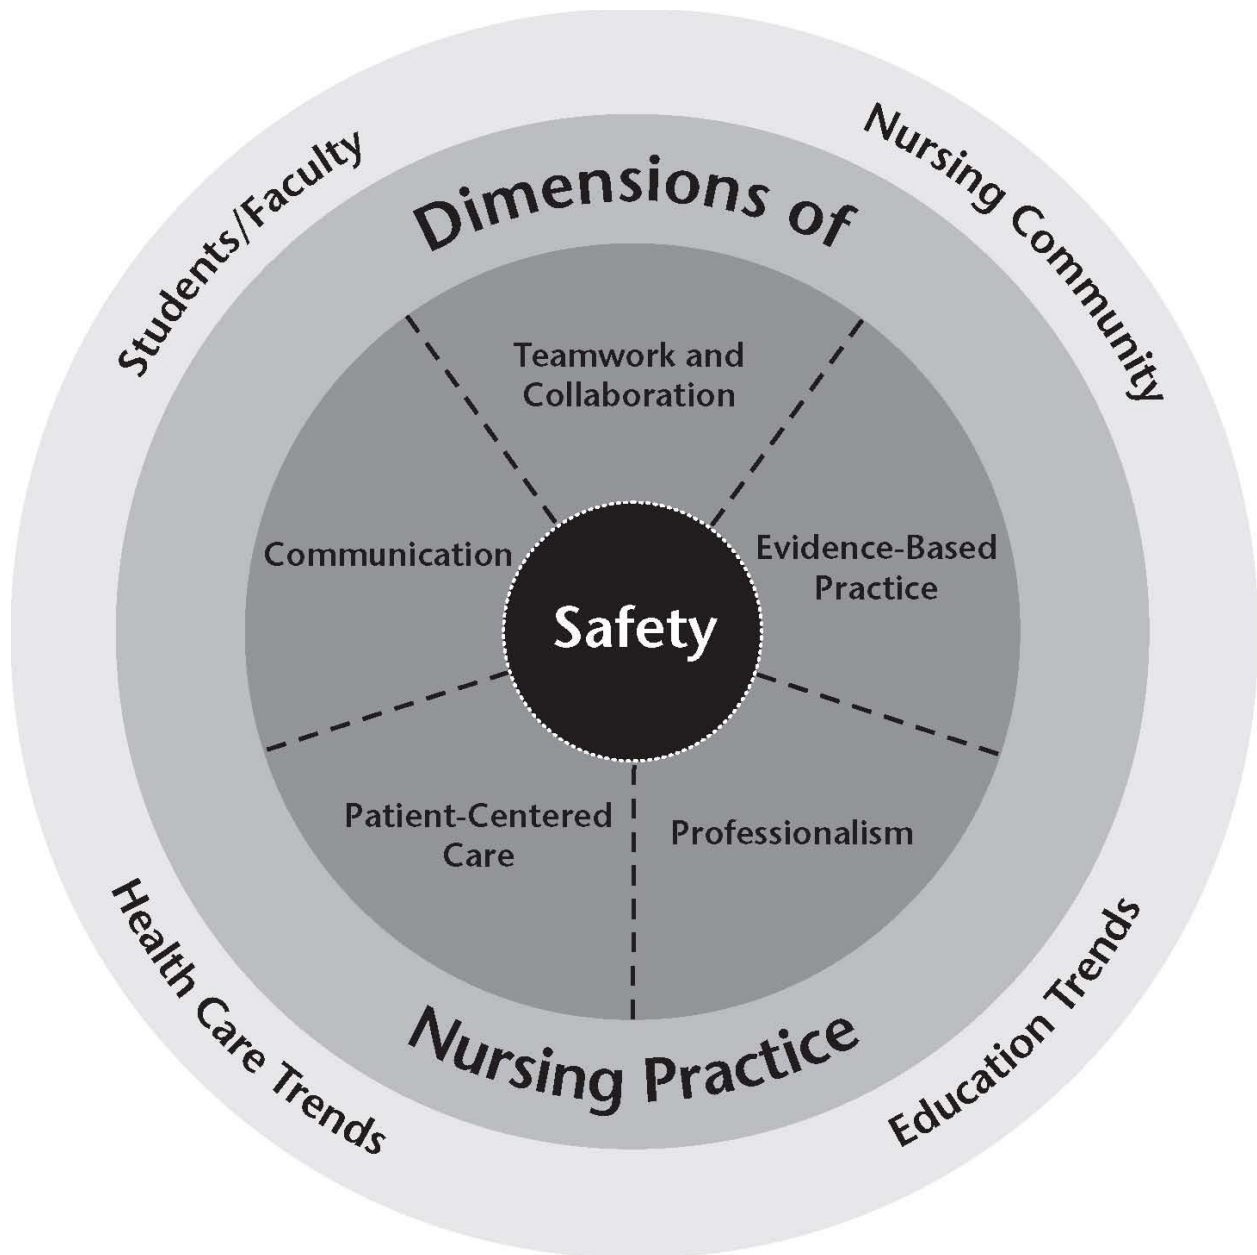 Students/Faculty
Nursing Community
Dimensions of
Teamwork and
Collaboration
Communication
Evidence-Based
Practice
Safety
Patient-Centered
Care
Professionalism
Nursing Practice
Health Care Trends
Education Trends